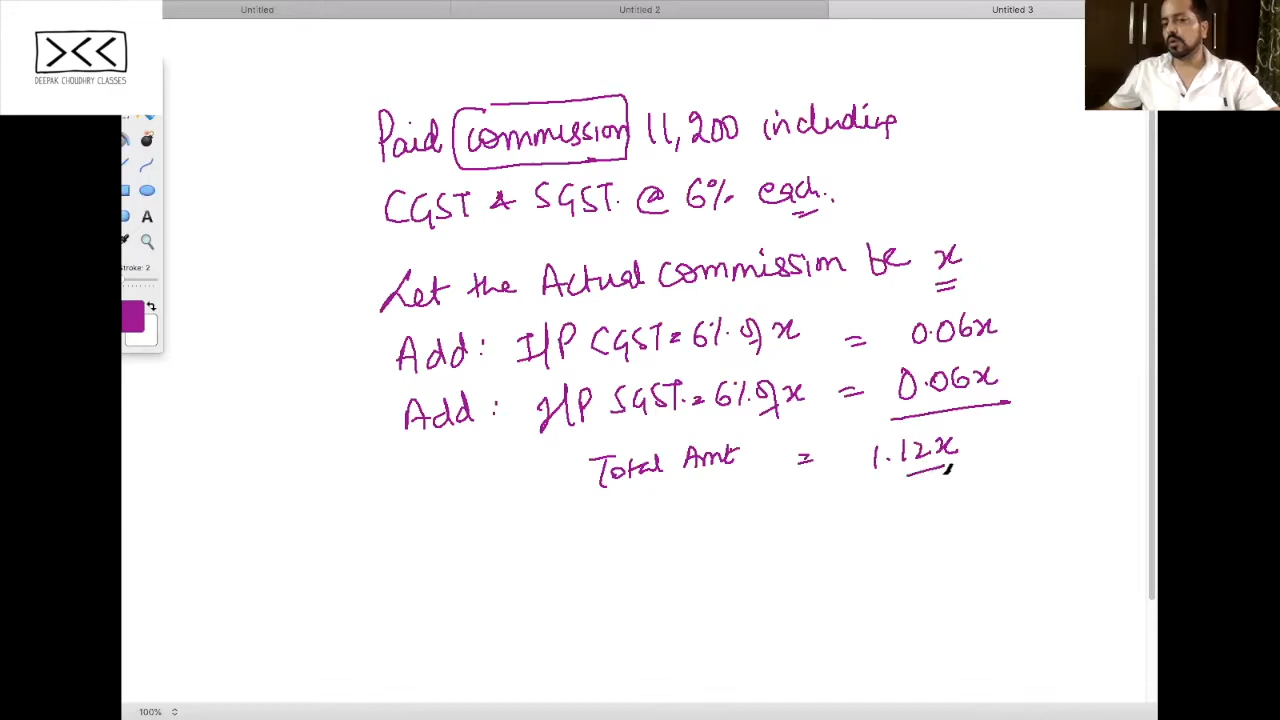 Untitled
Untitled 2
Untitled 3
DEEPAK CHOUDHRY CLASSES
Paid commission 11,200 including
CGST & SGST. @ 6% each.
Let the Actual commission be x
Add: I/P CGST = 6% of x = 0.06x
Add: I/P SGST. = 6% of x = 0.06x
Total Amt = 1.12x
Stroke: 2
100%